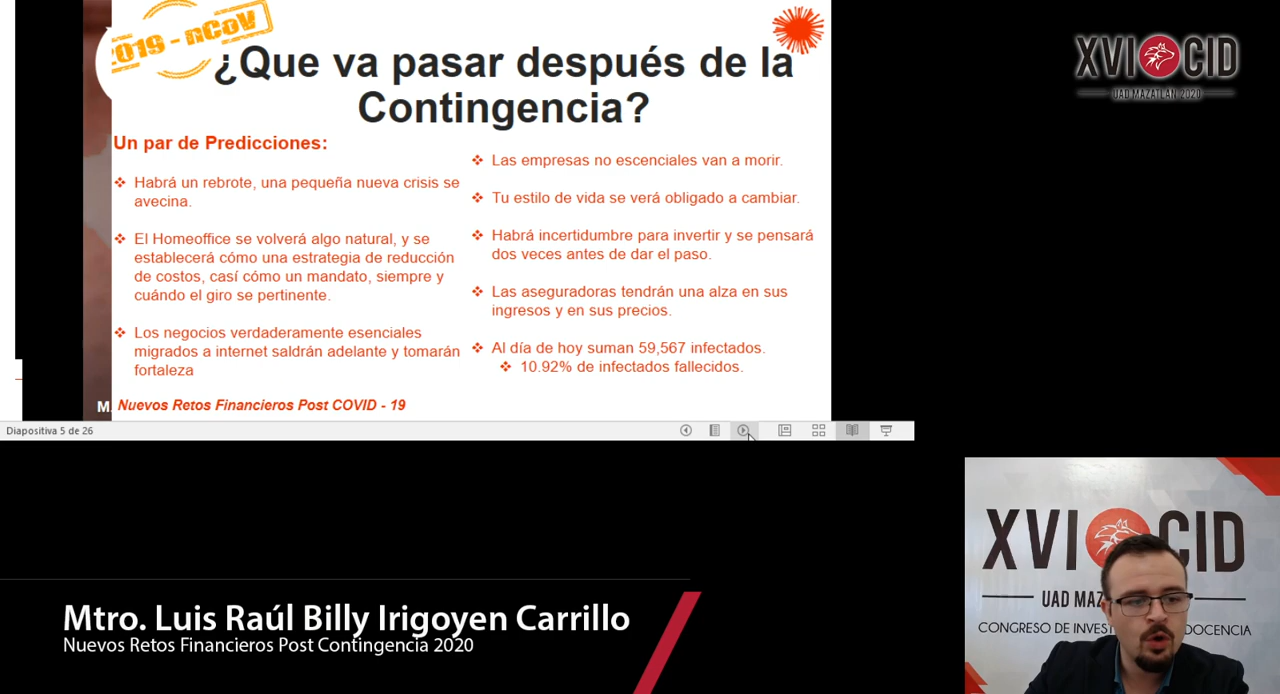 2019 - nCoV
¿Que va pasar después de la
Contingencia?
Un par de Predicciones:
❖ Habrá un rebrote, una pequeña nueva crisis se
avecina.
❖ El Homeoffice se volverá algo natural, y se
establecerá cómo una estrategia de reducción
de costos, casí cómo un mandato, siempre y
cuándo el giro se pertinente.
❖ Los negocios verdaderamente esenciales
migrados a internet saldrán adelante y tomarán
fortaleza
❖ Las empresas no escenciales van a morir.
❖ Tu estilo de vida se verá obligado a cambiar.
❖ Habrá incertidumbre para invertir y se pensará
dos veces antes de dar el paso.
❖ Las aseguradoras tendrán una alza en sus
ingresos y en sus precios.
❖ Al día de hoy suman 59,567 infectados.
❖ 10.92% de infectados fallecidos.
Nuevos Retos Financieros Post COVID - 19
Diapositiva 5 de 26
XVI CID
UAD MAZATLÁN 2020
XVI CID
UAD
CONGRESO DE DOCENCIA
Mtro. Luis Raúl Billy Irigoyen Carrillo
Nuevos Retos Financieros Post Contingencia 2020